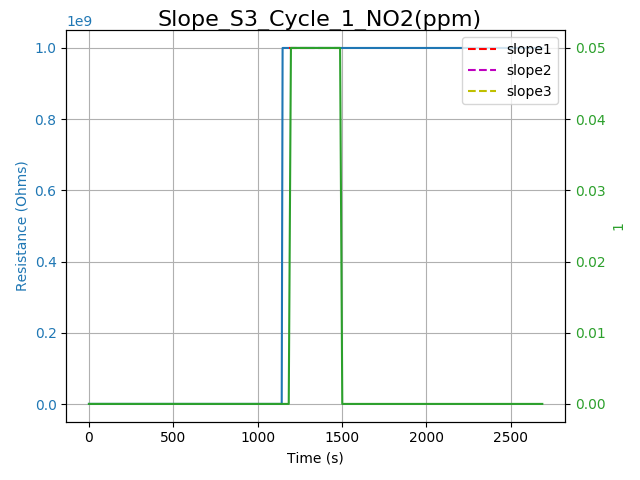 Slope_S3_Cycle_1_NO2(ppm)
1e9
1.0
0.8
0.6
0.4
0.2
0.0
Resistance (Ohms)
0.05
0.04
0.03
0.02
0.01
0.00
1
slope1
slope2
slope3
0 500 1000 1500 2000 2500
Time (s)